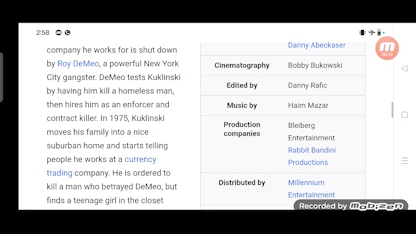 2:58
company he works for is shut down
by Roy DeMeo, a powerful New York
City gangster. DeMeo tests Kuklinski
by having him kill a homeless man,
then hires him as an enforcer and
contract killer. In 1975, Kuklinski
moves his family into a nice
suburban home and starts telling
people he works at a currency
trading company. He is ordered to
kill a man who betrayed DeMeo, but
finds a teenage girl in the closet
Danny Abeckaser
Cinematography Bobby Bukowski
Edited by Danny Rafic
Music by Haim Mazar
Production Bleiberg
companies Entertainment
Rabbit Bandini
Productions
Distributed by Millennium
Entertainment
Recorded by Mobizen